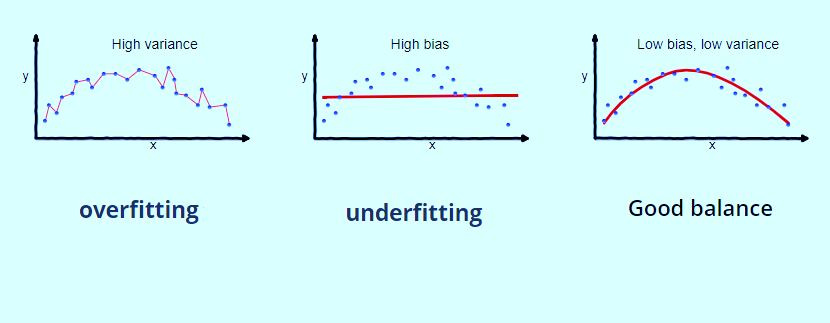 High variance
y
x
overfitting
High bias
y
x
underfitting
Low bias, low variance
y
x
Good balance